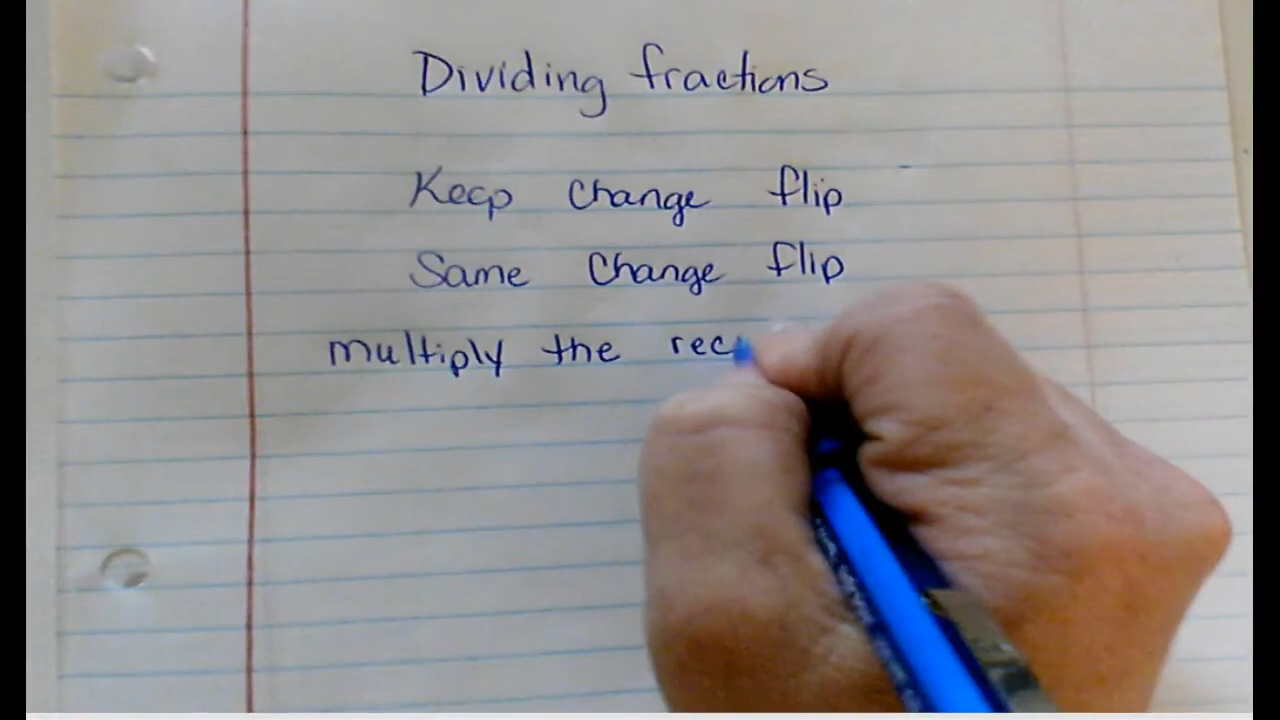 Dividing fractions
Keep change flip
Same Change flip
multiply the rec